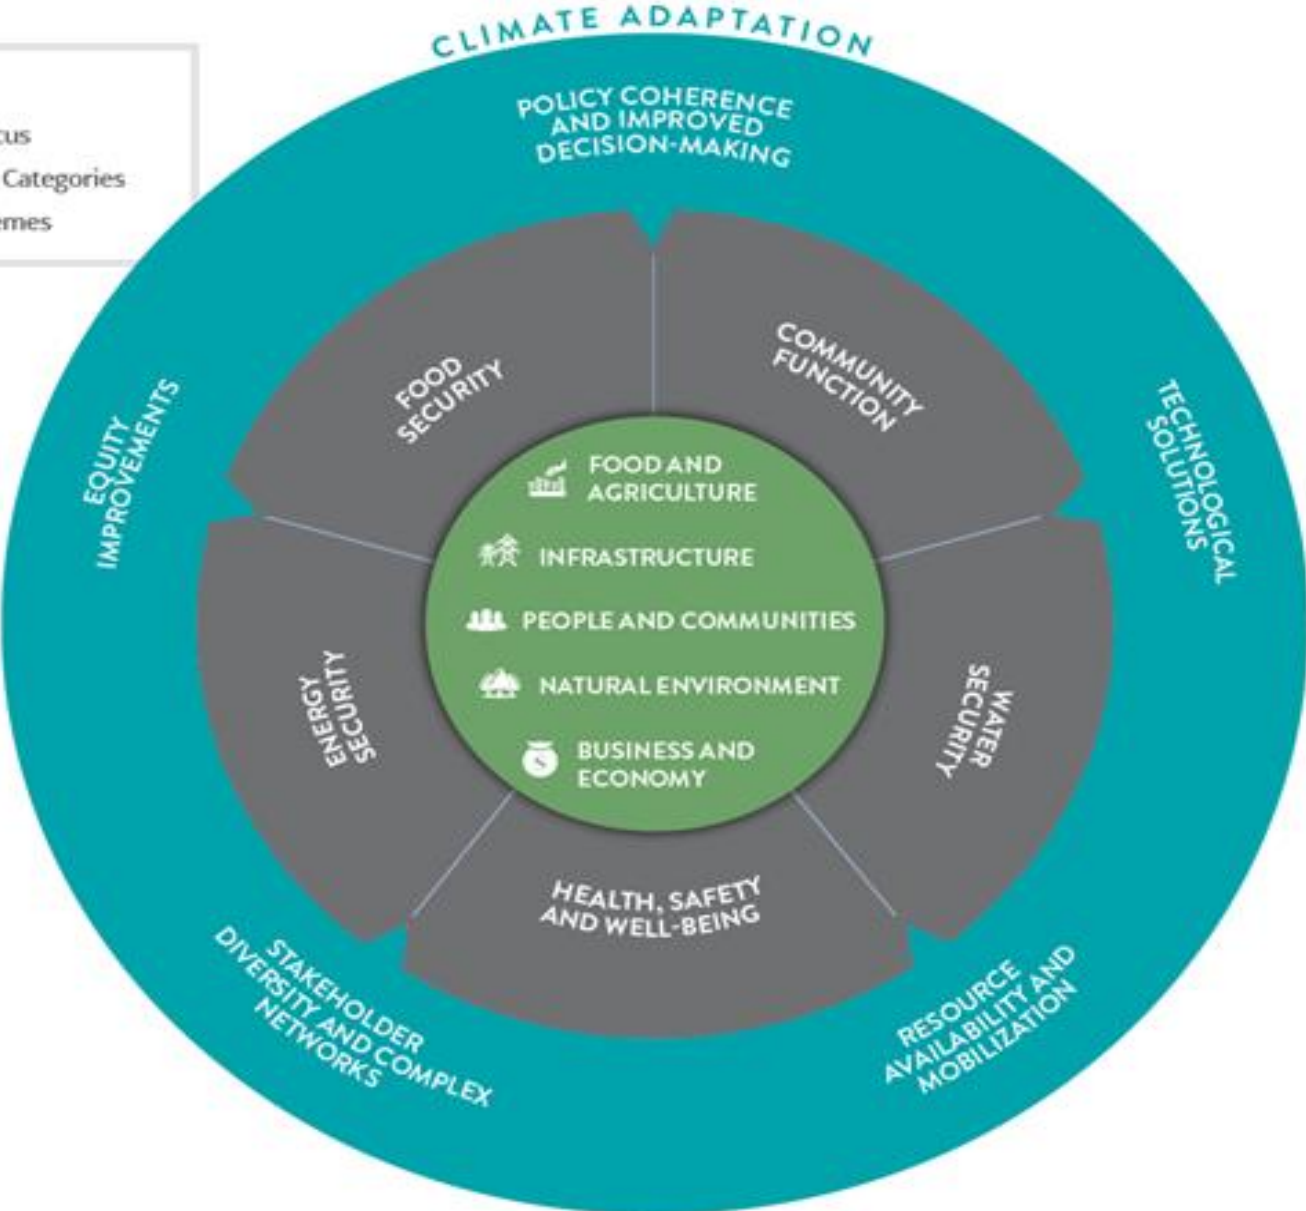 CLIMATE ADAPTATION
cus
Categories
emes
POLICY COHERENCE
AND IMPROVED
DECISION-MAKING
EQUITY
IMPROVEMENTS
TECHNOLOGICAL
SOLUTIONS
FOOD
SECURITY
COMMUNITY
FUNCTION
FOOD AND
AGRICULTURE
INFRASTRUCTURE
PEOPLE AND COMMUNITIES
NATURAL ENVIRONMENT
BUSINESS AND
ECONOMY
ENERGY
SECURITY
WATER
SECURITY
HEALTH, SAFETY
AND WELL-BEING
STAKEHOLDER
DIVERSITY AND COMPLEX
NETWORKS
RESOURCE
AVAILABILITY AND
MOBILIZATION